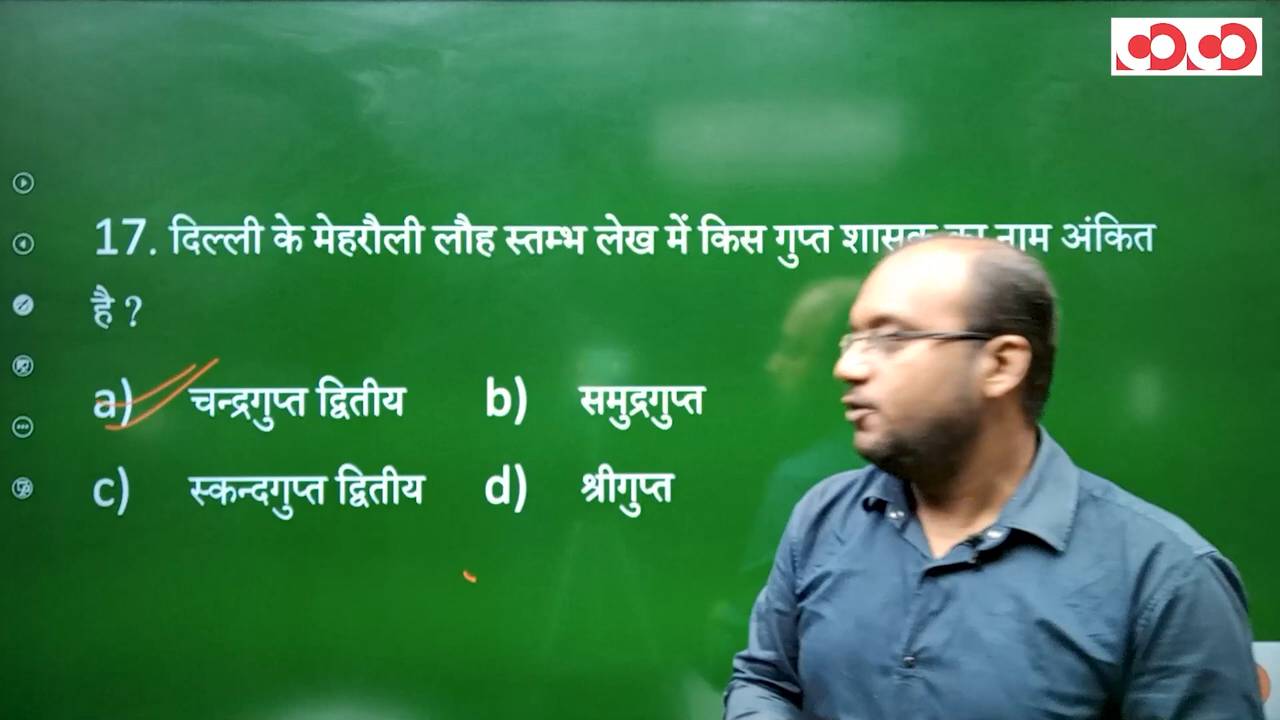 17. दिल्ली के मेहरौली लौह स्तम्भ लेख में किस गुप्त शासक का नाम अंकित
है ?
a) चन्द्रगुप्त द्वितीय b) समुद्रगुप्त
c) स्कन्दगुप्त द्वितीय d) श्रीगुप्त